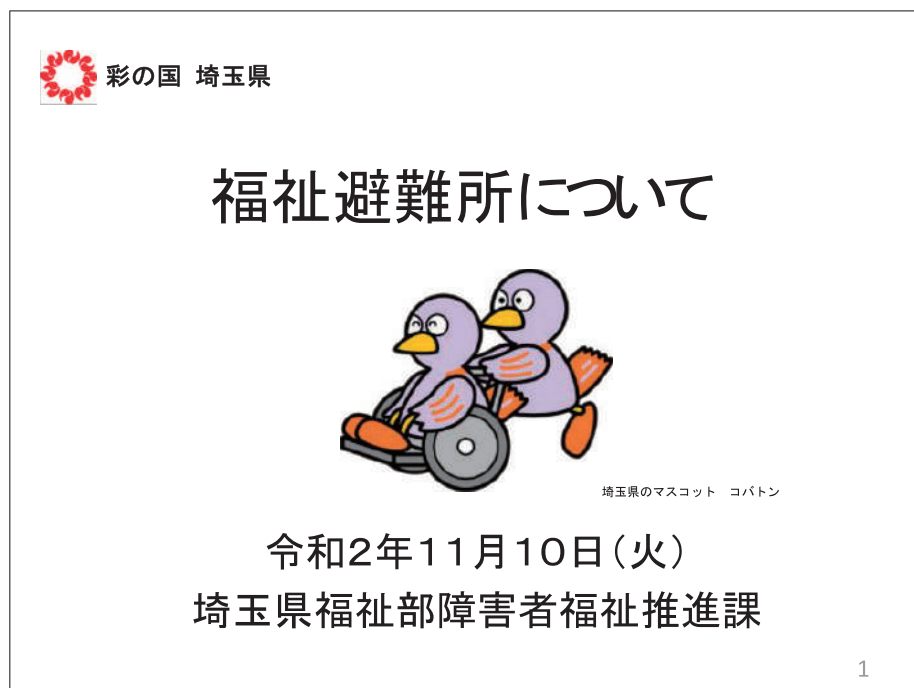 彩の国 埼玉県
福祉避難所について
埼玉県のマスコット　コバトン
令和２年１１月１０日（火）
埼玉県福祉部障害者福祉推進課
1